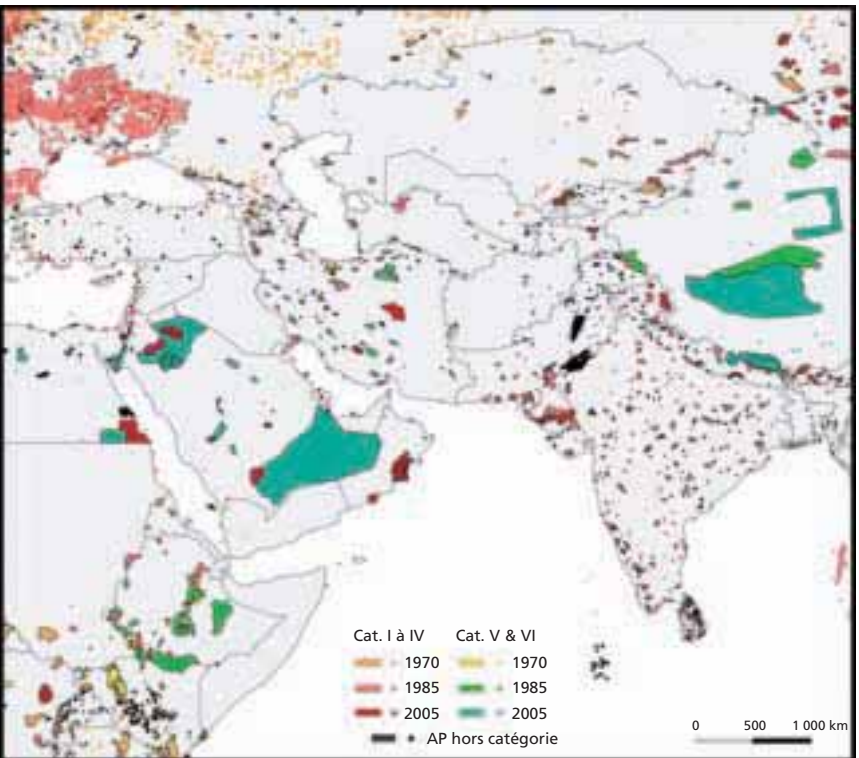 Cat. I à IV Cat. V & VI
1970 1970
1985 1985
2005 2005
AP hors catégorie
0 500 1 000 km